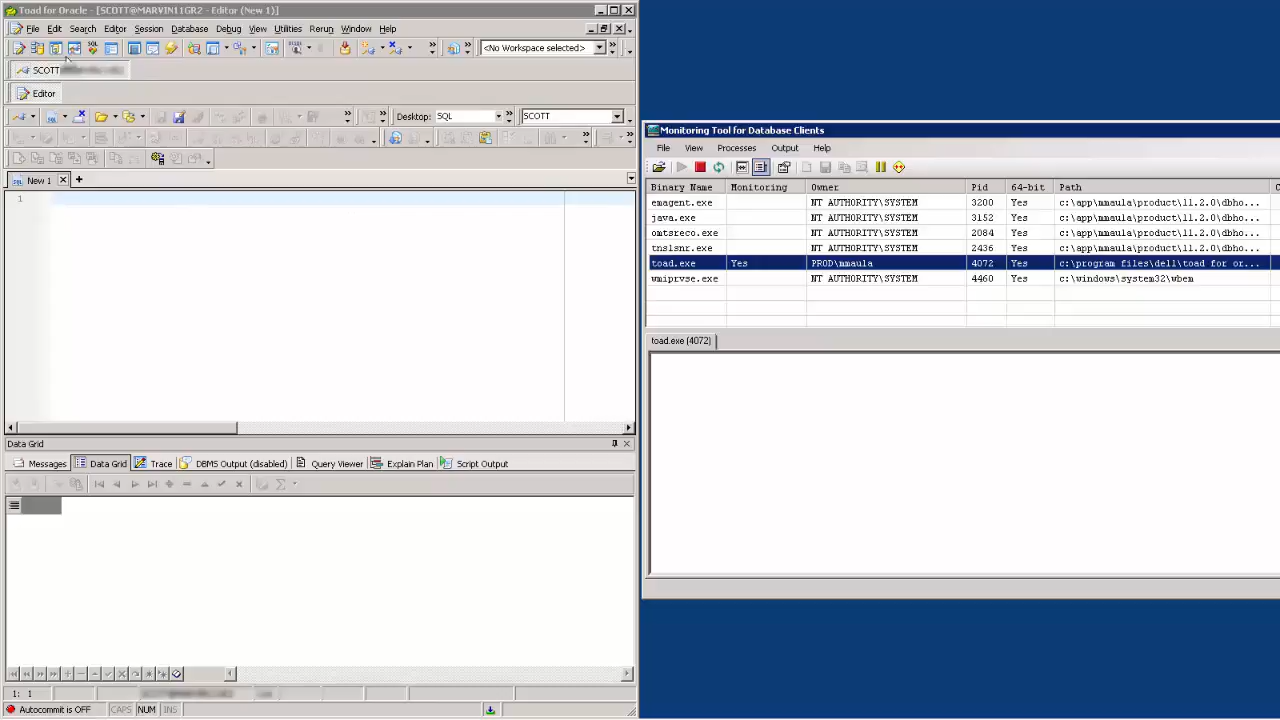 Toad for Oracle - [SCOTT@MARVIN11GR2 - Editor (New 1)]
File Edit Search Editor Session Database Debug View Utilities Rerun Window Help
<No Workspace selected>
SCOTT
Editor
Desktop: SQL SCOTT
New 1
1
Data Grid
Messages Data Grid Trace DBMS Output (disabled) Query Viewer Explain Plan Script Output
1: 1
Autocommit is OFF CAPS NUM INS
Monitoring Tool for Database Clients
File View Processes Output Help
Binary Name Monitoring Owner Pid 64-bit Path
emagent.exe NT AUTHORITY\SYSTEM 3200 Yes c:\app\mmaula\product\11.2.0\dbho...
java.exe NT AUTHORITY\SYSTEM 3152 Yes c:\app\mmaula\product\11.2.0\dbho...
omtsreco.exe NT AUTHORITY\SYSTEM 2084 Yes c:\app\mmaula\product\11.2.0\dbho...
tnslsnr.exe NT AUTHORITY\SYSTEM 2436 Yes c:\app\mmaula\product\11.2.0\dbho...
toad.exe Yes PROD\mmaula 4072 Yes c:\program files\dell\toad for or...
wmiprvse.exe NT AUTHORITY\SYSTEM 4460 Yes c:\windows\system32\wbem
toad.exe (4072)